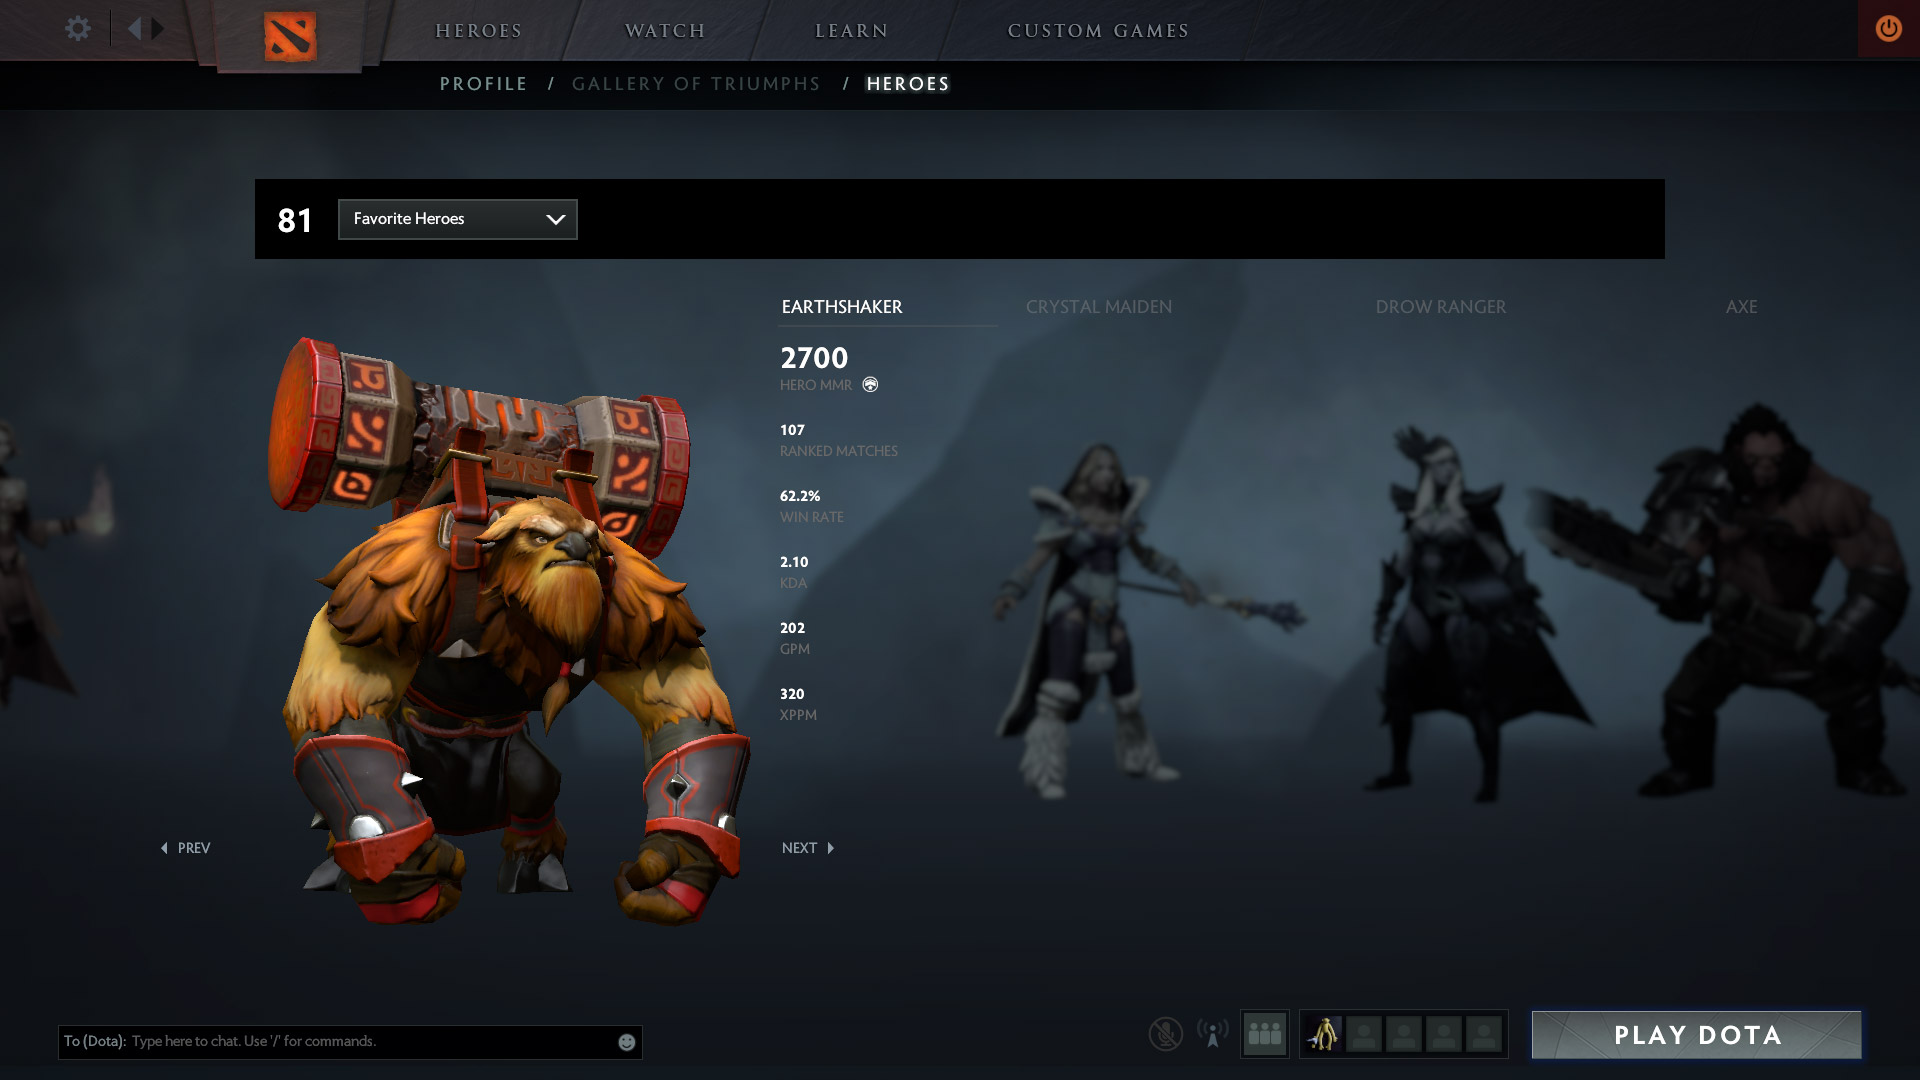 HEROES WATCH LEARN CUSTOM GAMES
PROFILE / GALLERY OF TRIUMPHS / HEROES
81 Favorite Heroes
EARTHSHAKER CRYSTAL MAIDEN DROW RANGER AXE
2700
HERO MMR
107
RANKED MATCHES
62.2%
WIN RATE
2.10
KDA
202
GPM
320
XPPM
PREV NEXT
To (Dota): Type here to chat. Use '/' for commands.
PLAY DOTA